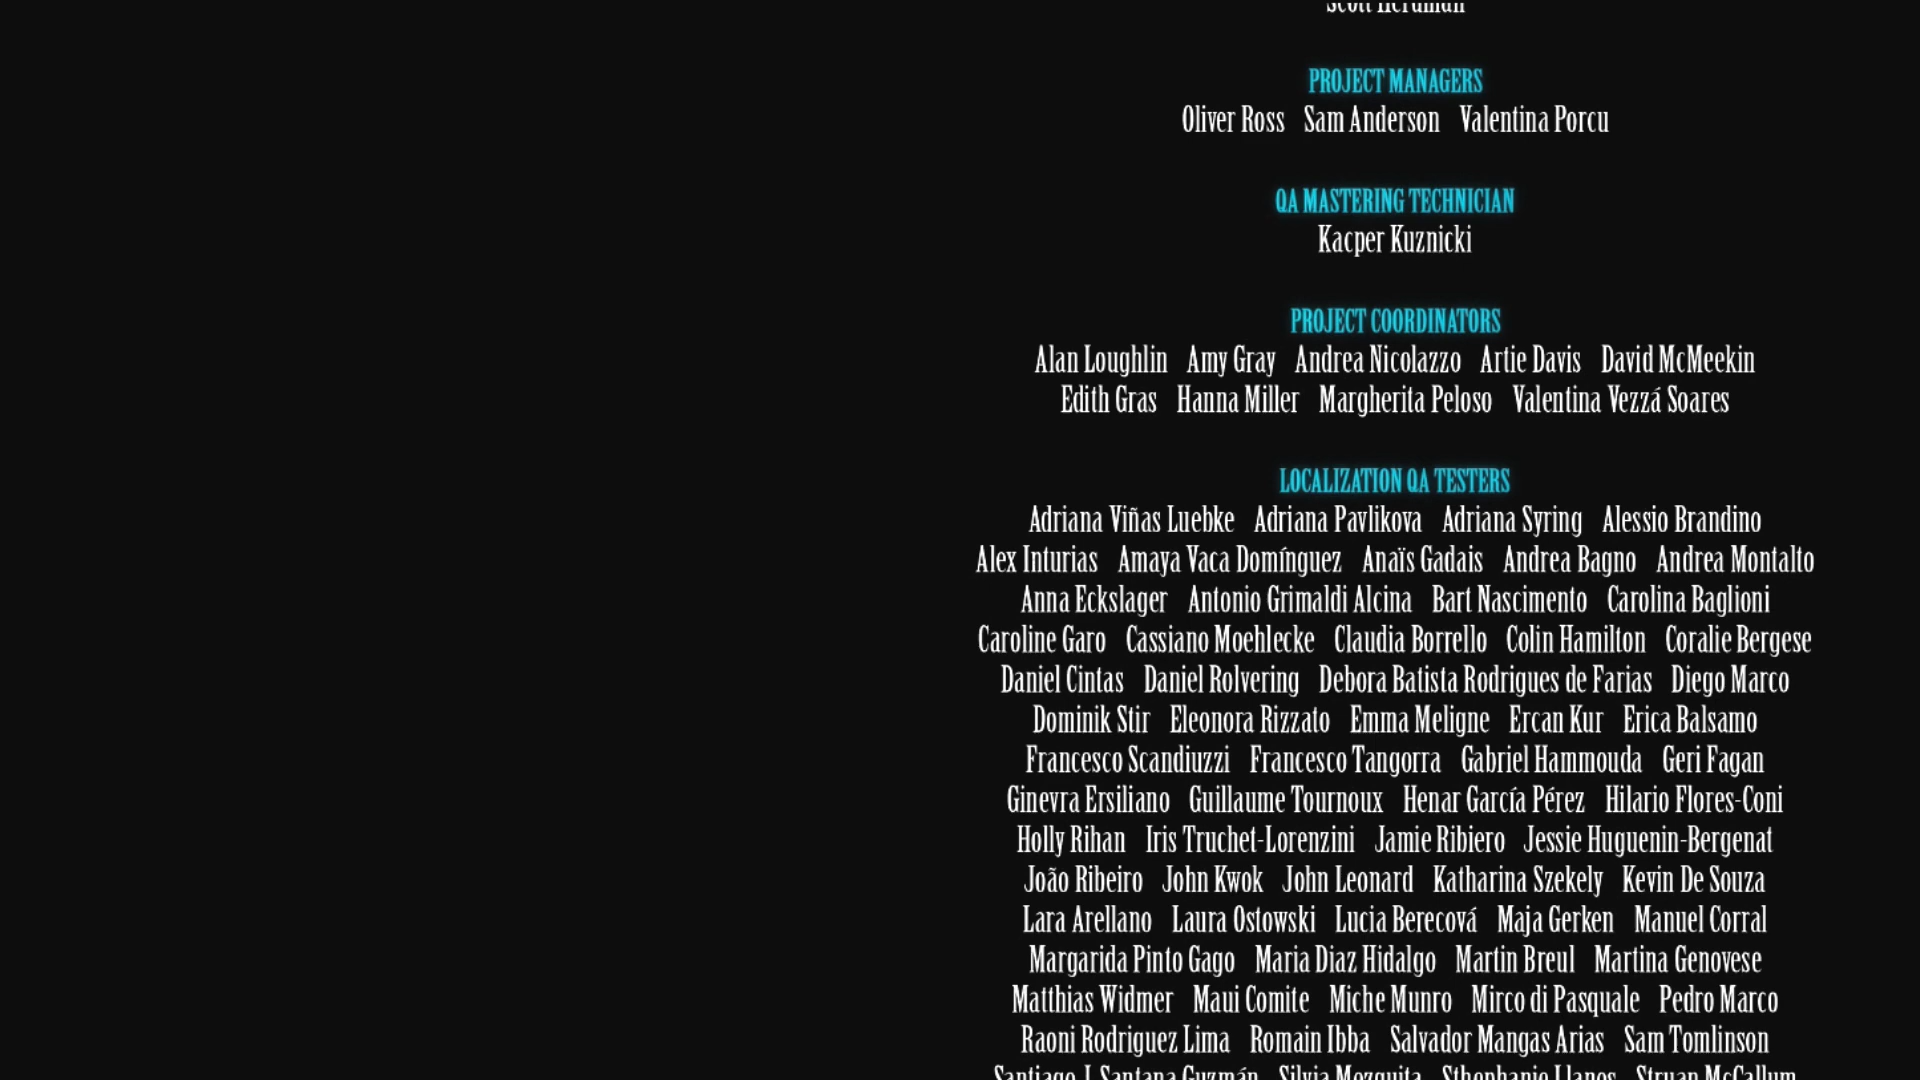 PROJECT MANAGERS
Oliver Ross Sam Anderson Valentina Porcu
QA MASTERING TECHNICIAN
Kacper Kuznicki
PROJECT COORDINATORS
Alan Loughlin Amy Gray Andrea Nicolazzo Artie Davis David McMeekin
Edith Gras Hanna Miller Margherita Peloso Valentina Vezzá Soares
LOCALIZATION QA TESTERS
Adriana Viñas Luebke Adriana Pavlikova Adriana Syring Alessio Brandino
Alex Inturias Amaya Vaca Domínguez Anaïs Gadais Andrea Bagno Andrea Montalto
Anna Eckslager Antonio Grimaldi Alcina Bart Nascimento Carolina Baglioni
Caroline Garo Cassiano Moehlecke Claudia Borrello Colin Hamilton Coralie Bergese
Daniel Cintas Daniel Rolvering Debora Batista Rodrigues de Farias Diego Marco
Dominik Stir Eleonora Rizzato Emma Meligne Ercan Kur Erica Balsamo
Francesco Scandiuzzi Francesco Tangorra Gabriel Hammouda Geri Fagan
Ginevra Ersiliano Guillaume Tournoux Henar García Pérez Hilario Flores-Coni
Holly Rihan Iris Truchet-Lorenzini Jamie Ribiero Jessie Huguenin-Bergenat
João Ribeiro John Kwok John Leonard Katharina Szekely Kevin De Souza
Lara Arellano Laura Ostowski Lucia Berecová Maja Gerken Manuel Corral
Margarida Pinto Gago Maria Diaz Hidalgo Martin Breul Martina Genovese
Matthias Widmer Maui Comite Miche Munro Mirco di Pasquale Pedro Marco
Raoni Rodriguez Lima Romain Ibba Salvador Mangas Arias Sam Tomlinson
Santiago J. Santana Guzmán Silvia Mezquita Sthephanie Llanos Struan McCallum